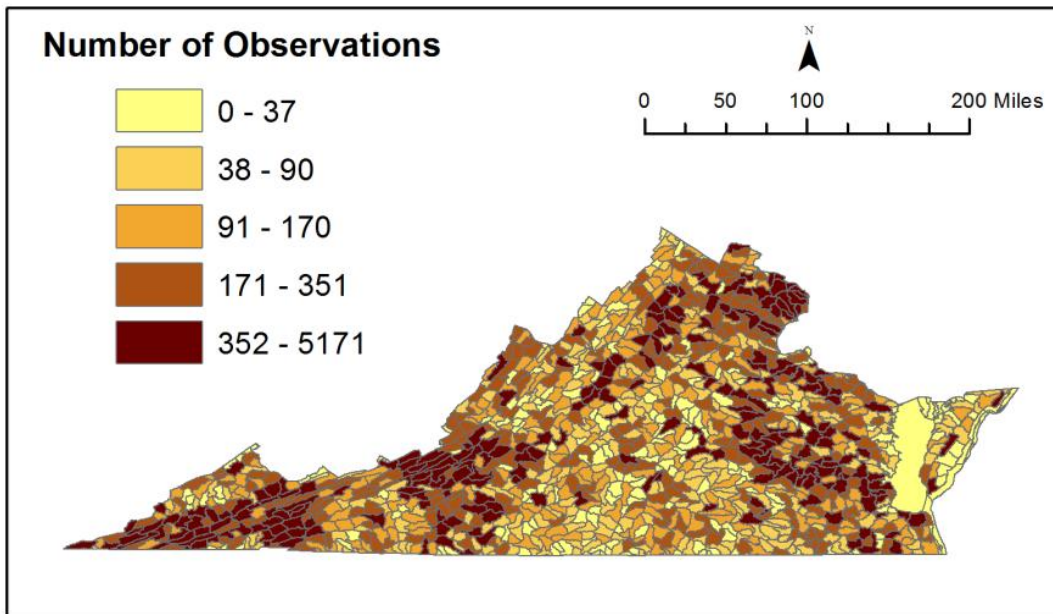 Number of Observations
0 - 37
38 - 90
91 - 170
171 - 351
352 - 5171
N
0 50 100 200 Miles